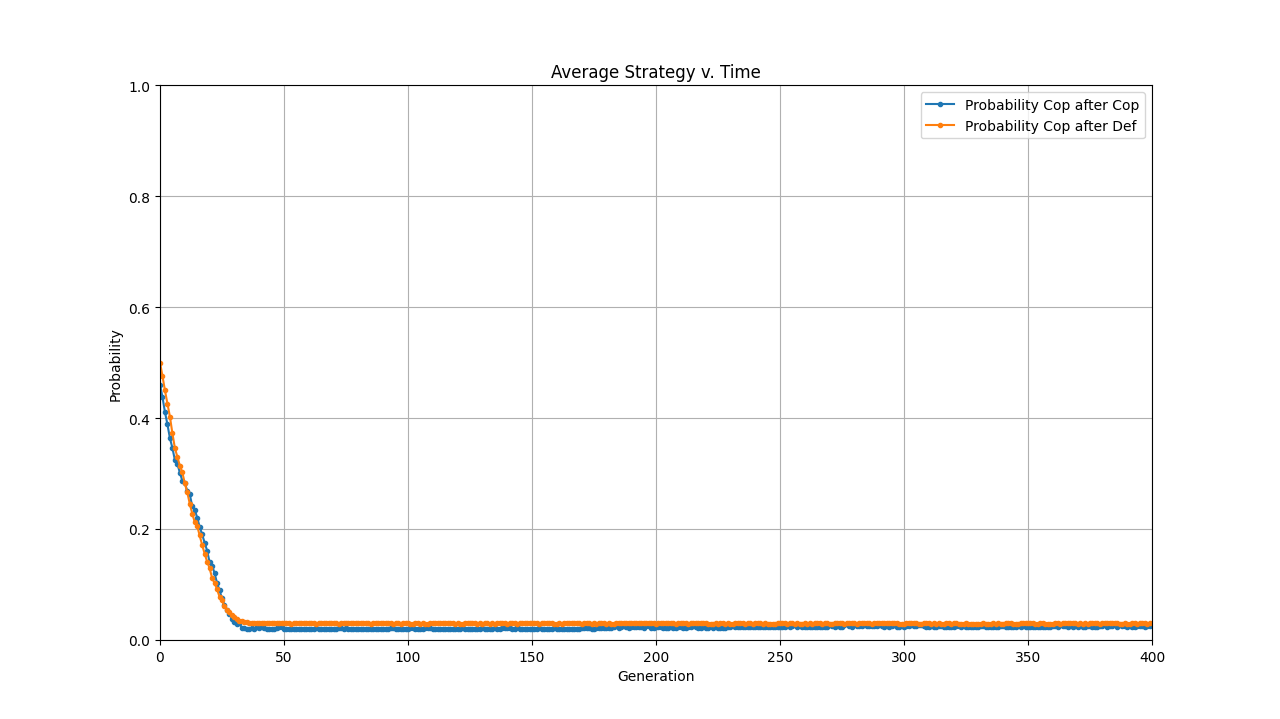 Average Strategy v. Time
Probability Cop after Cop
Probability Cop after Def
1.0
0.8
0.6
0.4
0.2
0.0
Probability
0 50 100 150 200 250 300 350 400
Generation